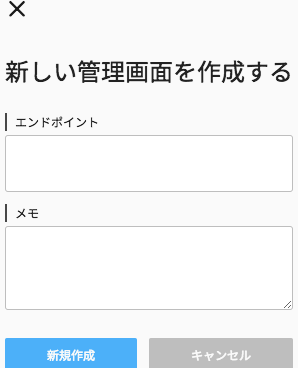 新しい管理画面を作成する
エンドポイント
メモ
新規作成
キャンセル